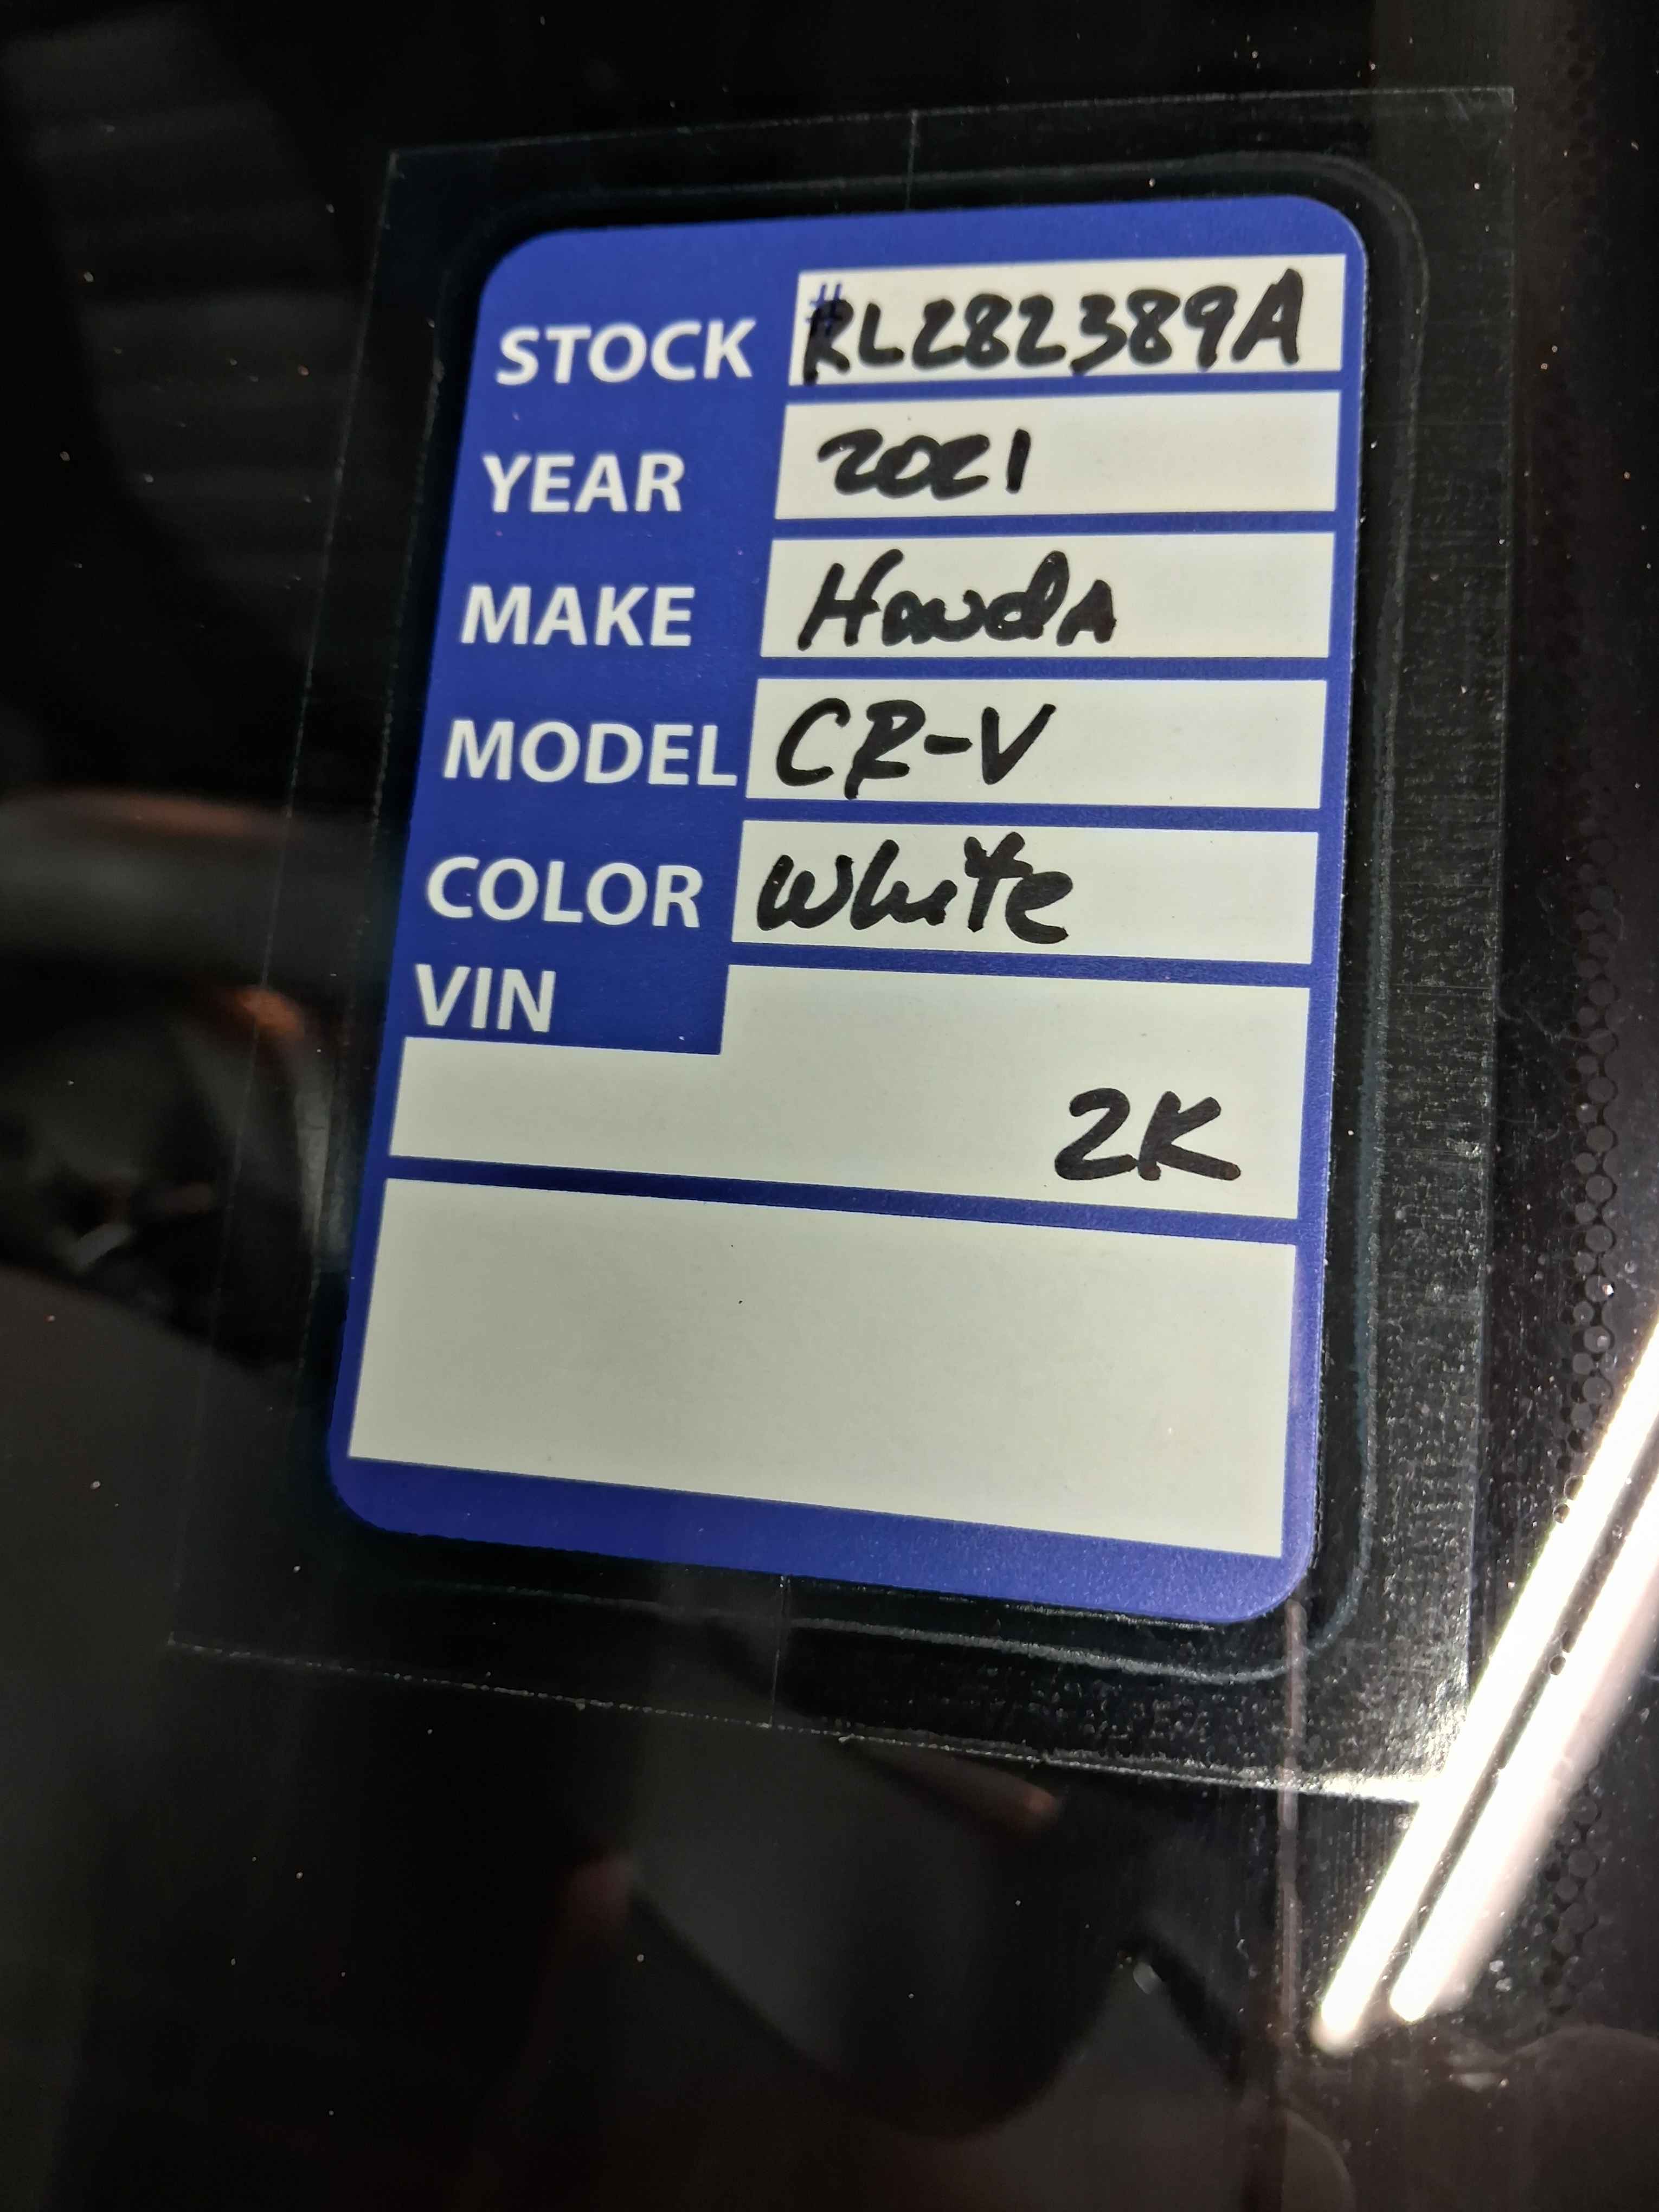 STOCK #RL282389A
YEAR 2021
MAKE Honda
MODEL CR-V
COLOR White
VIN
2K